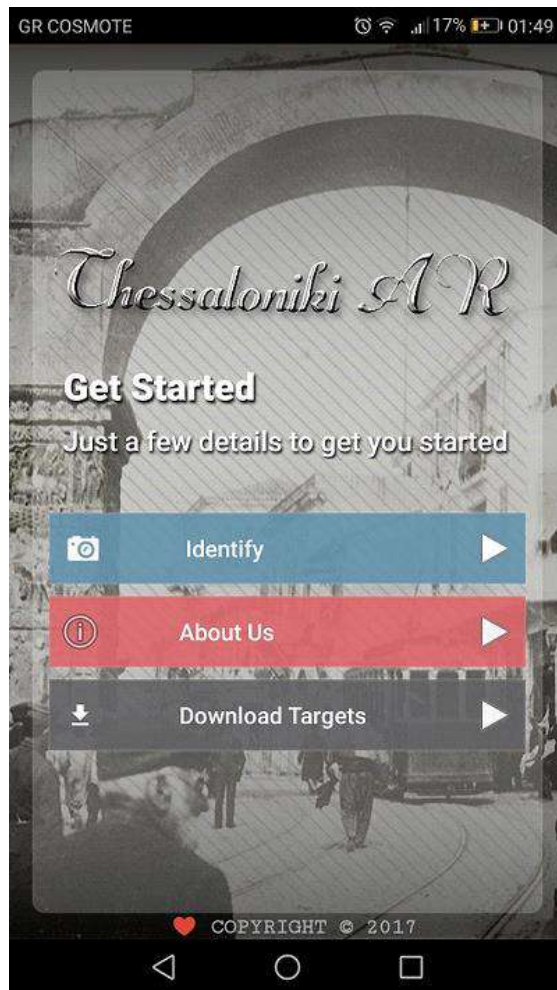 GR COSMOTE 17% 01:49
Thessaloniki AR
Get Started
Just a few details to get you started
Identify
About Us
Download Targets
COPYRIGHT © 2017